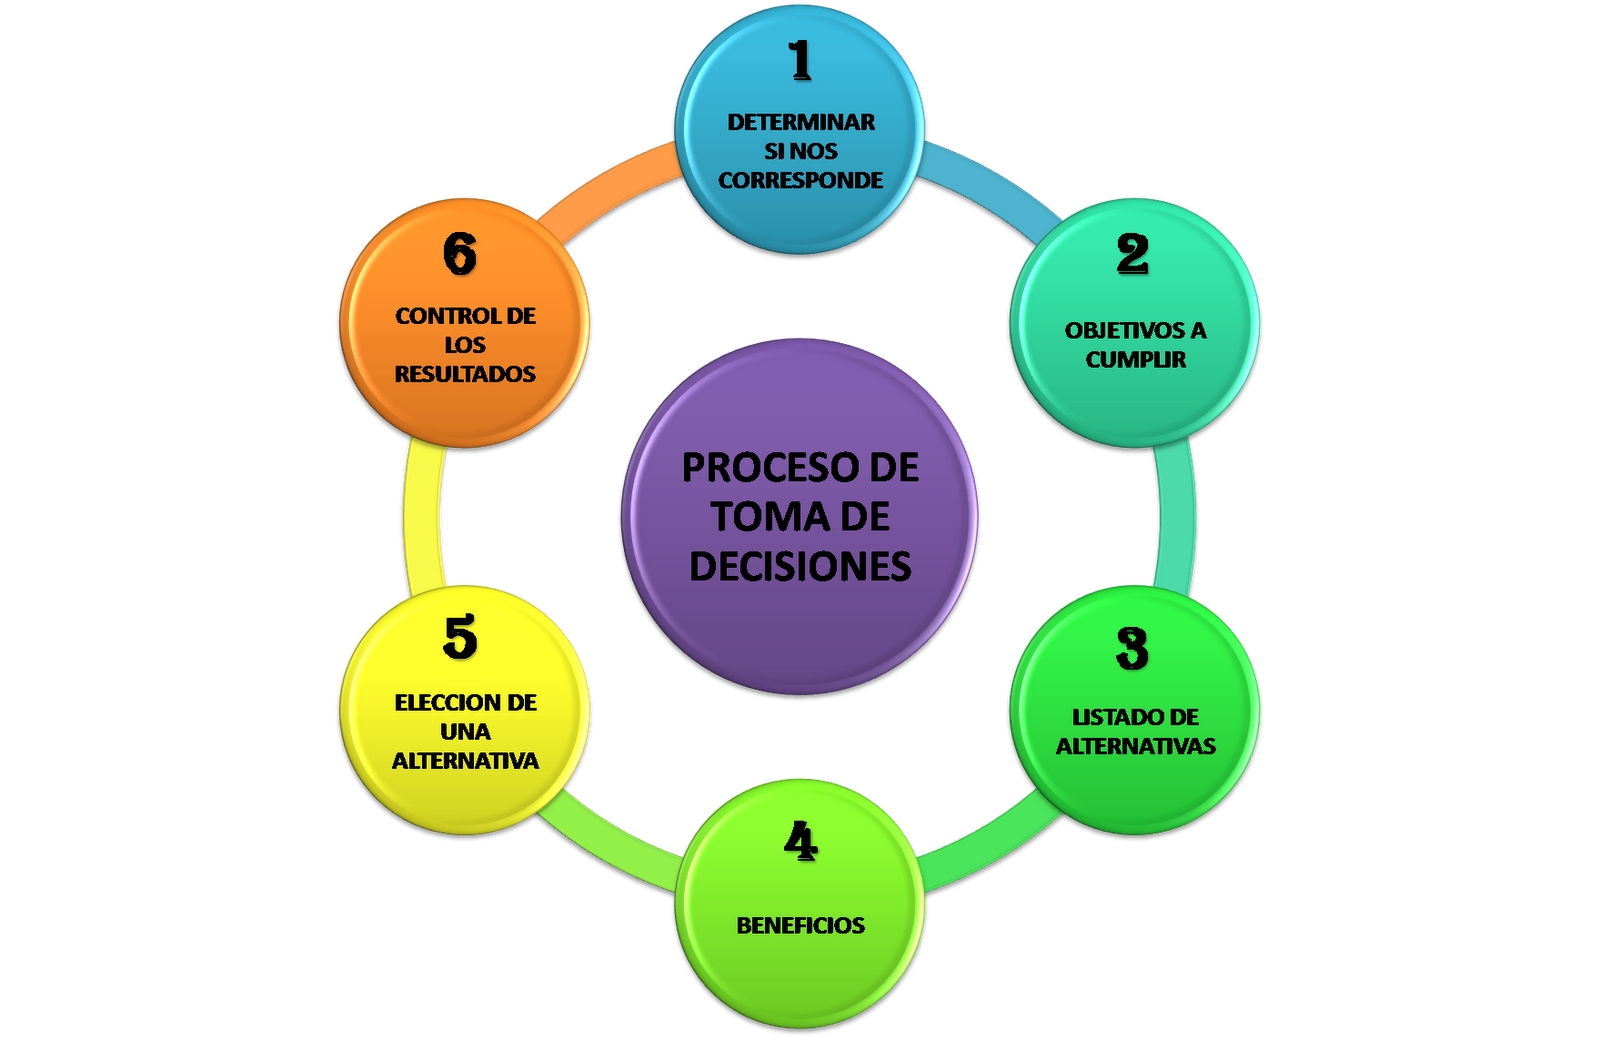 1
DETERMINAR
SI NOS
CORRESPONDE
2
OBJETIVOS A
CUMPLIR
3
LISTADO DE
ALTERNATIVAS
4
BENEFICIOS
5
ELECCION DE
UNA
ALTERNATIVA
6
CONTROL DE
LOS
RESULTADOS
PROCESO DE
TOMA DE
DECISIONES